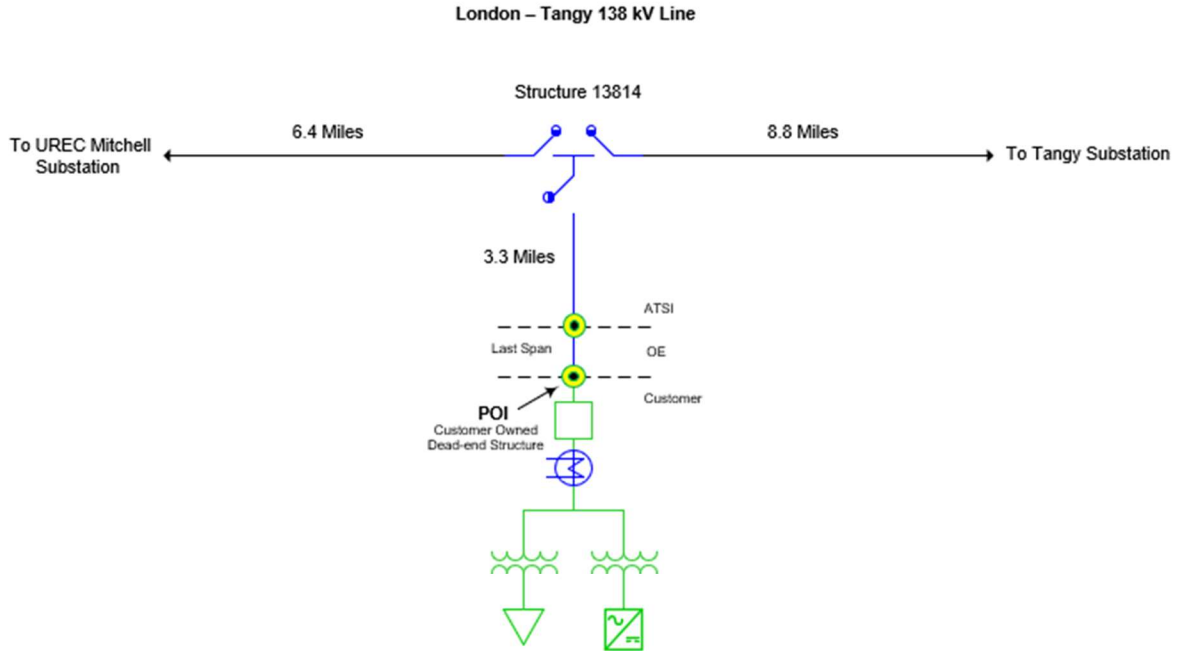 London – Tangy 138 kV Line
Structure 13814
6.4 Miles
8.8 Miles
To UREC Mitchell
Substation
To Tangy Substation
3.3 Miles
ATSI
Last Span
OE
Customer
POI
Customer Owned
Dead-end Structure